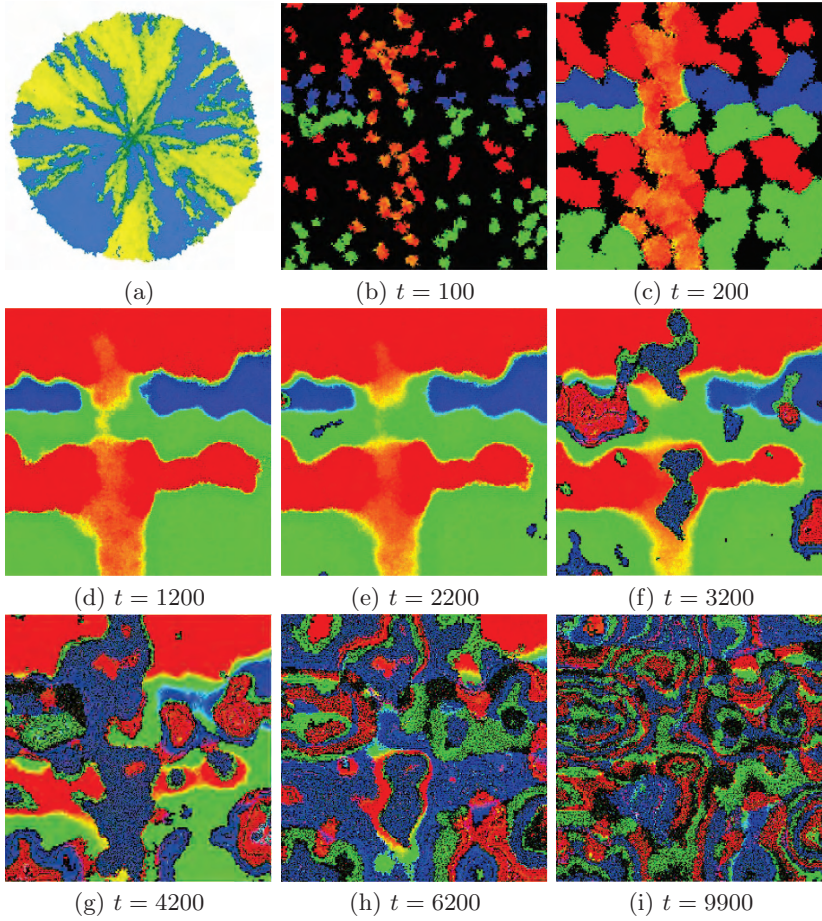 (a)
(b) t = 100
(c) t = 200
(d) t = 1200
(e) t = 2200
(f) t = 3200
(g) t = 4200
(h) t = 6200
(i) t = 9900